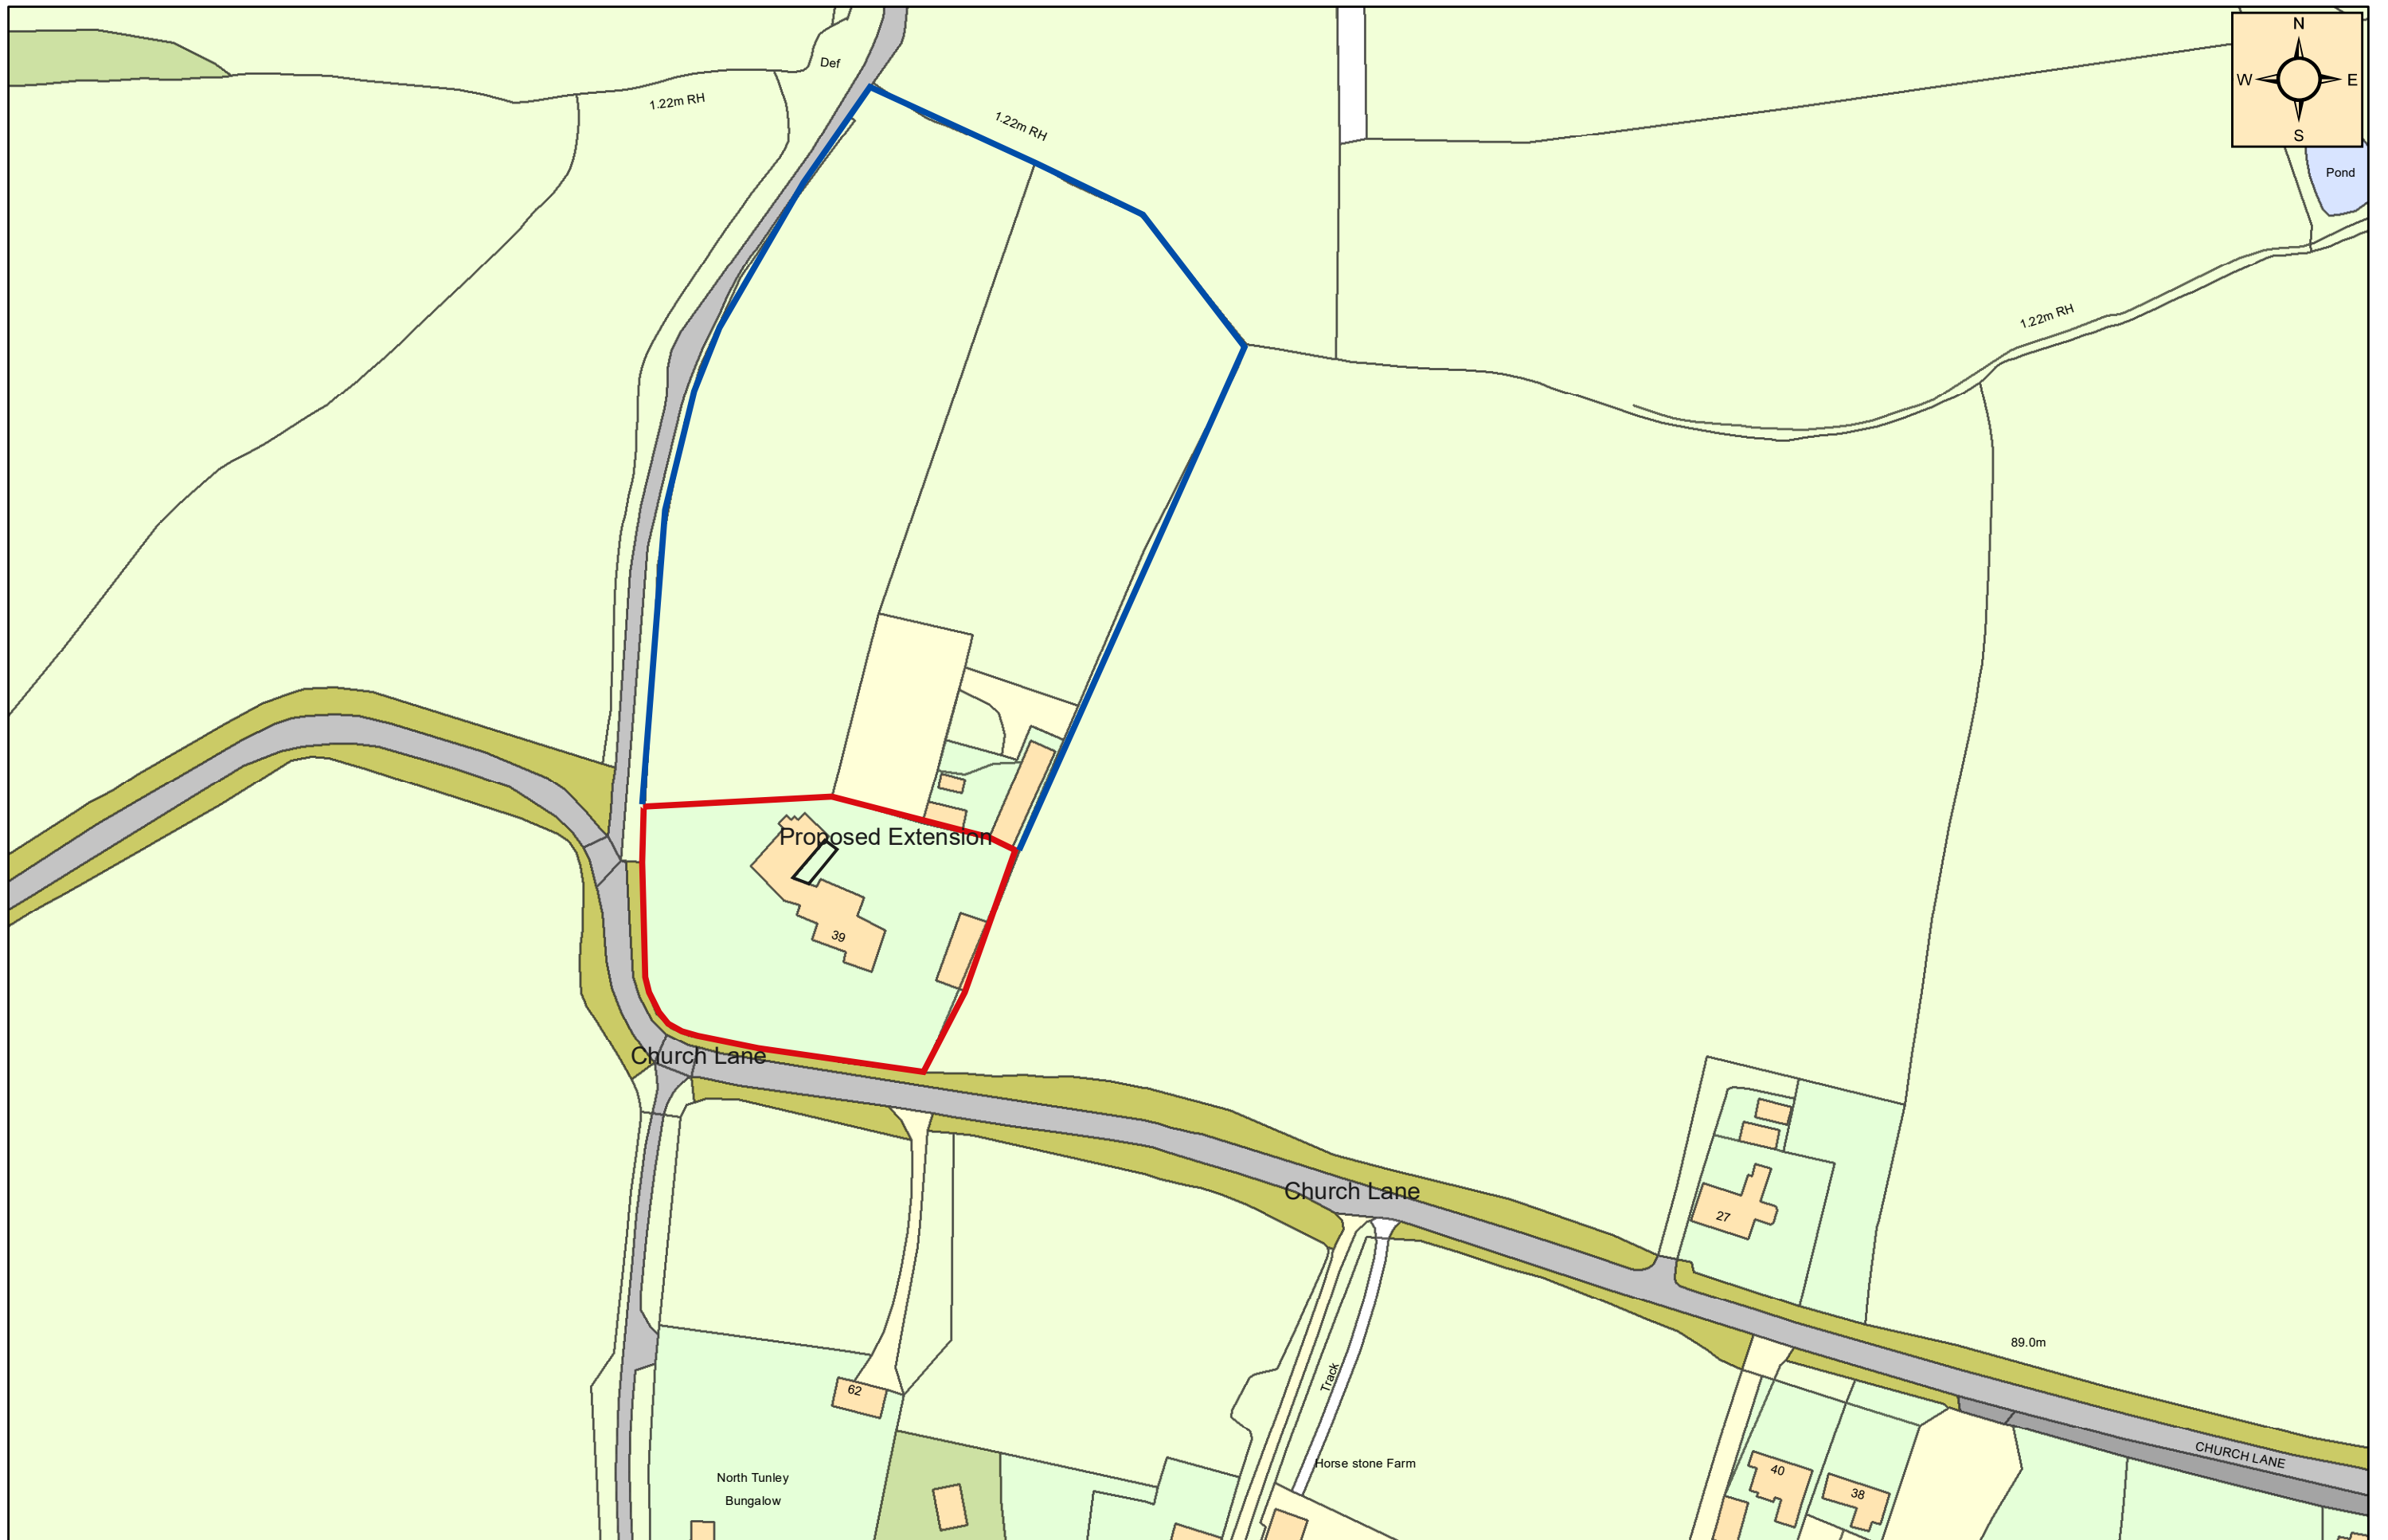 N
W E
S
Def
1.22m RH
1.22m RH
Pond
1.22m RH
Proposed Extension
39
Church Lane
Church Lane
27
89.0m
62
Track
CHURCH LANE
Horse stone Farm
40
38
North Tunley
Bungalow